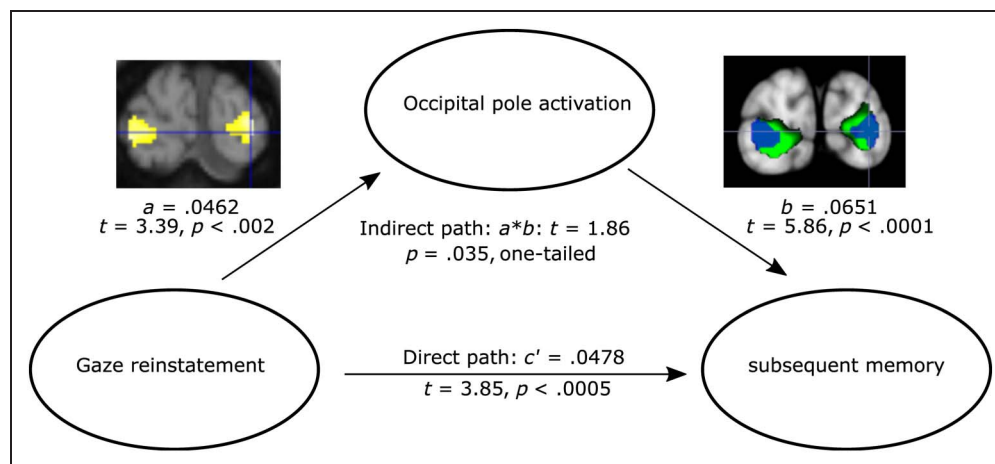 Occipital pole activation
a = .0462
t = 3.39, p < .002
b = .0651
t = 5.86, p < .0001
Indirect path: a*b: t = 1.86
p = .035, one-tailed
Gaze reinstatement
Direct path: c' = .0478
t = 3.85, p < .0005
subsequent memory